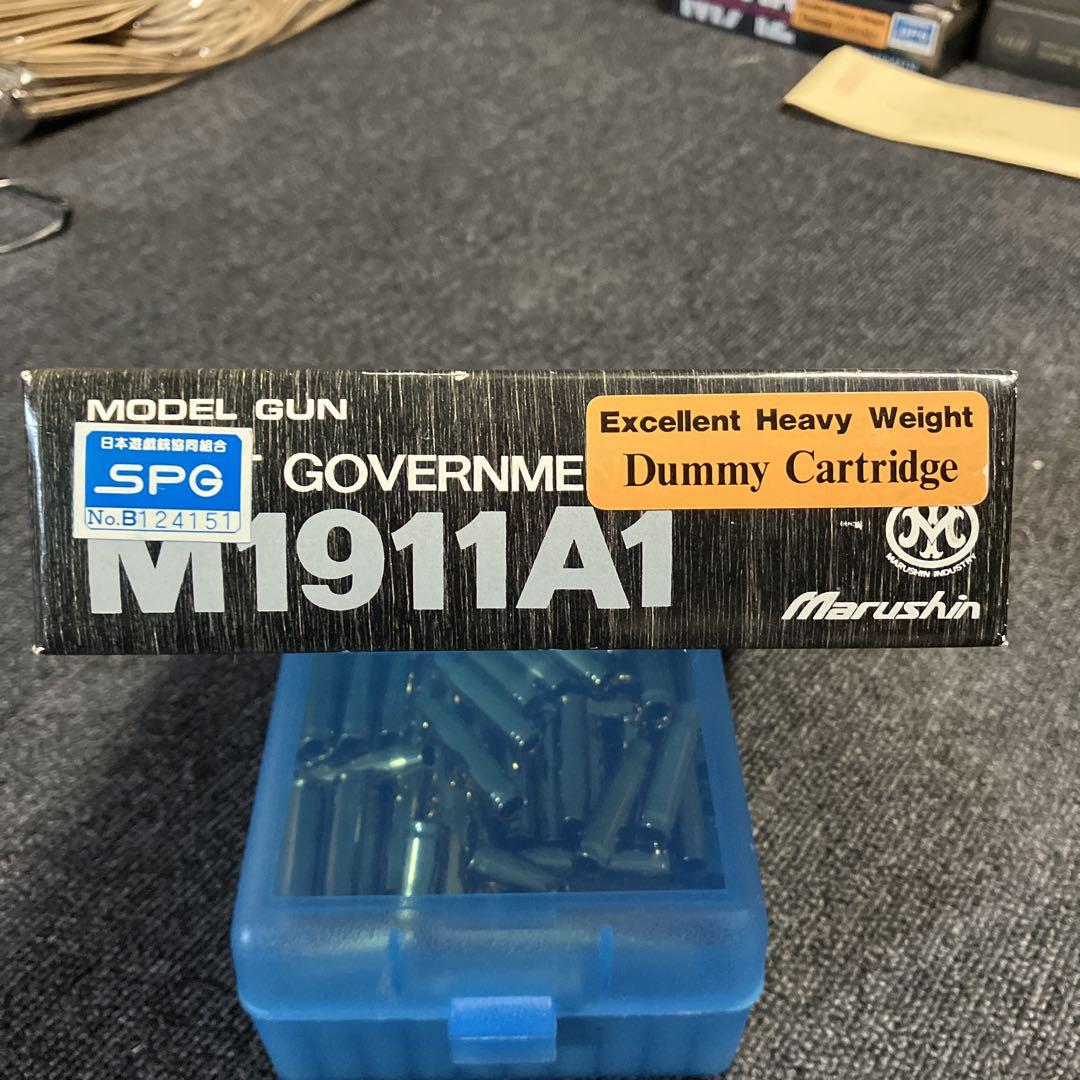 MODEL GUN
日本遊戯銃協同組合
SPG
No.B124151
GOVERNME
M1911A1
Excellent Heavy Weight
Dummy Cartridge
MARUSHIN INDUSTRY
Marushin
SPG